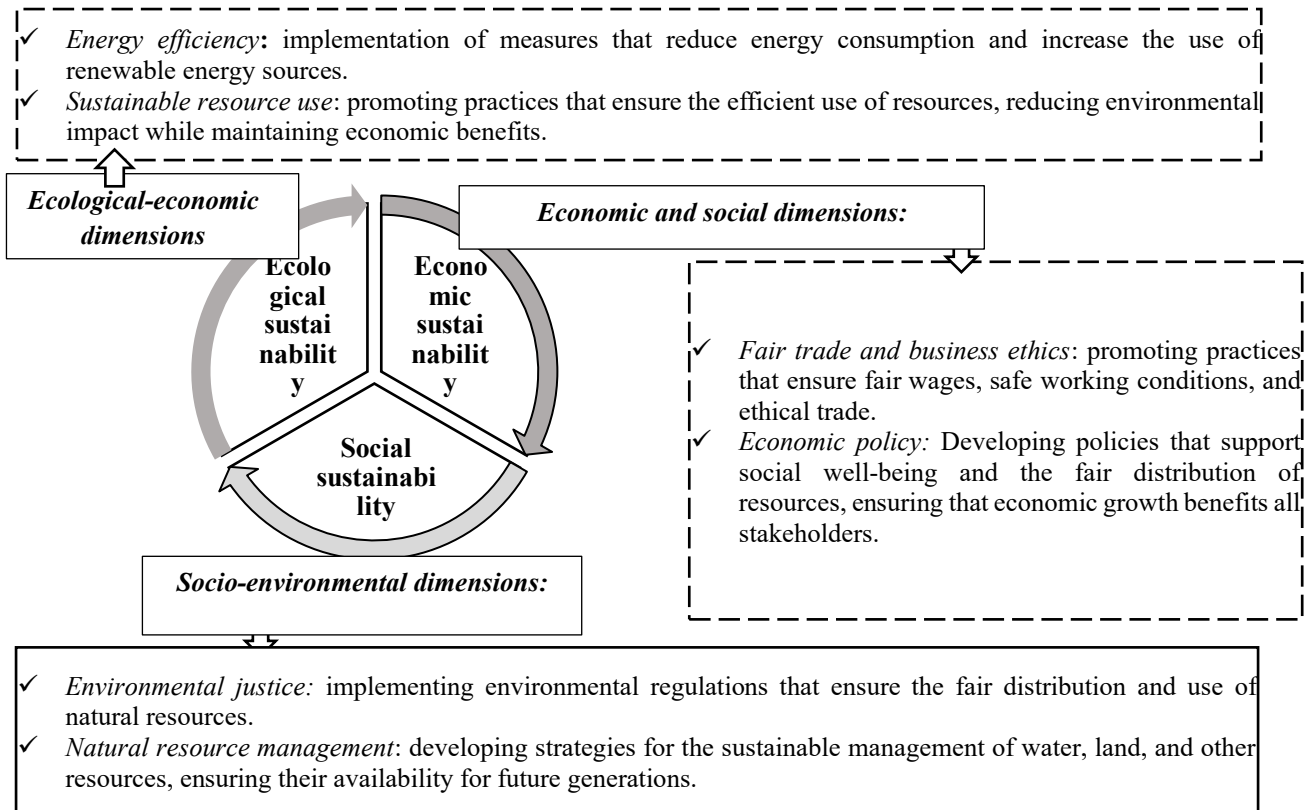 ✓ Energy efficiency: implementation of measures that reduce energy consumption and increase the use of
renewable energy sources.
✓ Sustainable resource use: promoting practices that ensure the efficient use of resources, reducing environmental
impact while maintaining economic benefits.
Ecological-economic
dimensions
Economic and social dimensions:
Ecolo
gical
sustai
nabilit
y
Econo
mic
sustai
nabilit
y
Social
sustainabi
lity
✓ Fair trade and business ethics: promoting practices
that ensure fair wages, safe working conditions, and
ethical trade.
✓ Economic policy: Developing policies that support
social well-being and the fair distribution of
resources, ensuring that economic growth benefits all
stakeholders.
Socio-environmental dimensions:
✓ Environmental justice: implementing environmental regulations that ensure the fair distribution and use of
natural resources.
✓ Natural resource management: developing strategies for the sustainable management of water, land, and other
resources, ensuring their availability for future generations.